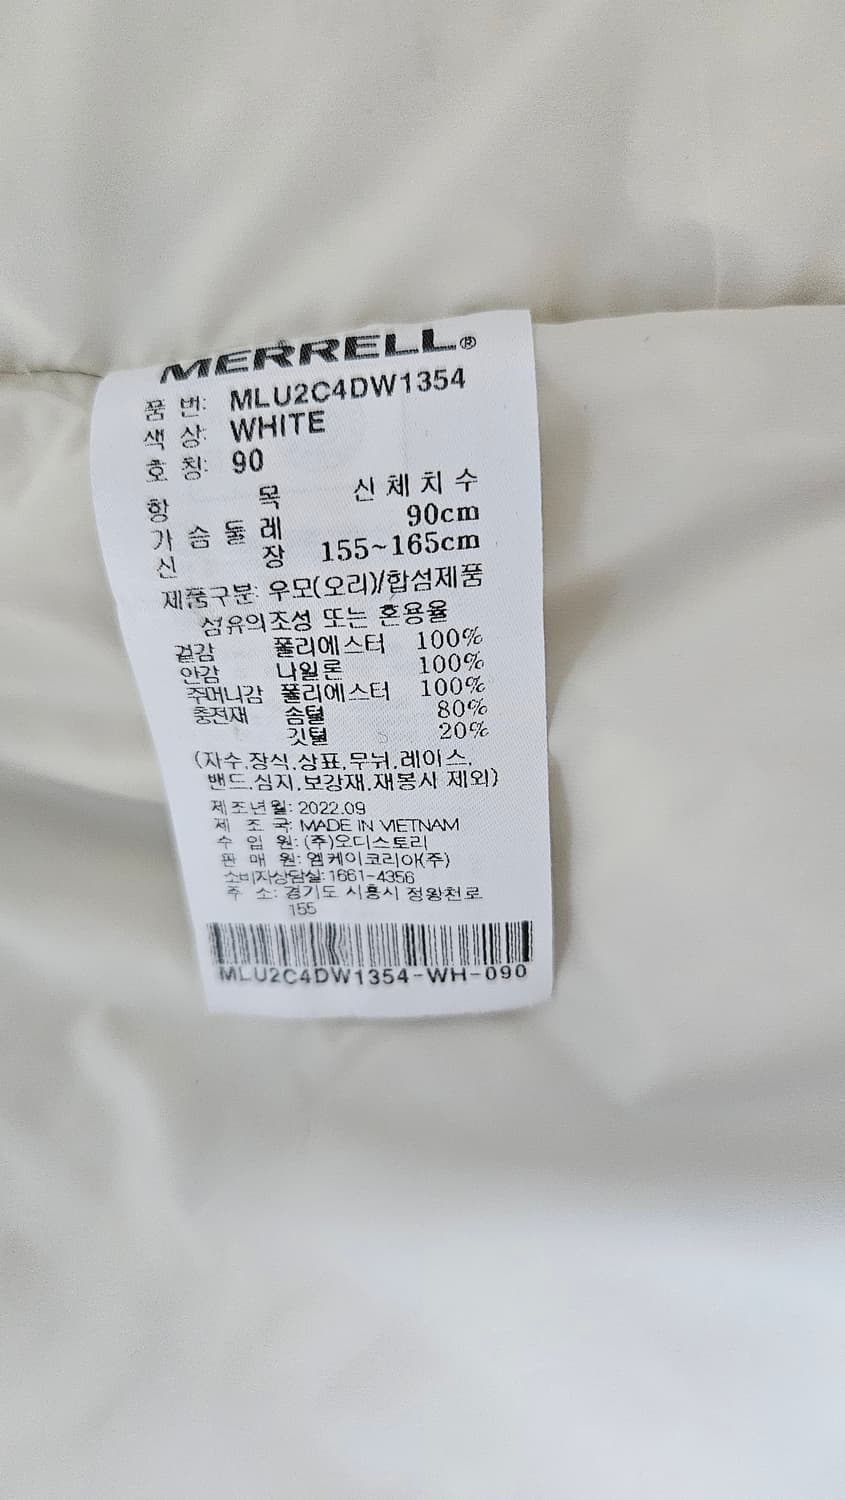 MERRELL®
품 번: MLU2C4DW1354
색 상: WHITE
호 칭: 90
항 목 신 체 치 수
가 슴 둘 레 90cm
신 장 155~165cm
제품구분: 우모(오리)/합섬제품
섬유의조성 또는 혼용율
겉감 폴리에스터 100%
안감 나일론 100%
주머니감 폴리에스터 100%
충전재 솜털 80%
깃털 20%
(자수,장식,상표,무늬,레이스,
밴드,심지,보강재,재봉사 제외)
제조년월: 2022.09
제 조 국: MADE IN VIETNAM
수 입 원: (주)오디스토리
판 매 원: 엠케이코리아(주)
소비자상담실: 1661-4356
주 소: 경기도 시흥시 정왕천로
155
MLU2C4DW1354-WH-090